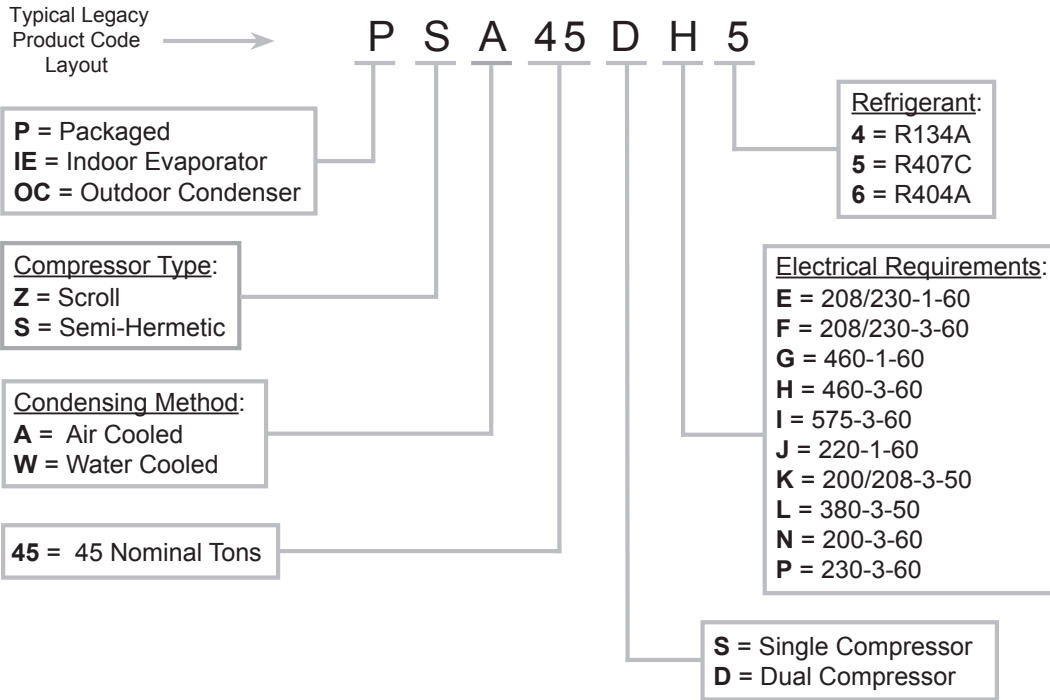 Typical Legacy
Product Code
Layout
P S A 45 D H 5
P = Packaged
IE = Indoor Evaporator
OC = Outdoor Condenser
Compressor Type:
Z = Scroll
S = Semi-Hermetic
Condensing Method:
A = Air Cooled
W = Water Cooled
45 = 45 Nominal Tons
Refrigerant:
4 = R134A
5 = R407C
6 = R404A
Electrical Requirements:
E = 208/230-1-60
F = 208/230-3-60
G = 460-1-60
H = 460-3-60
I = 575-3-60
J = 220-1-60
K = 200/208-3-50
L = 380-3-50
N = 200-3-60
P = 230-3-60
S = Single Compressor
D = Dual Compressor